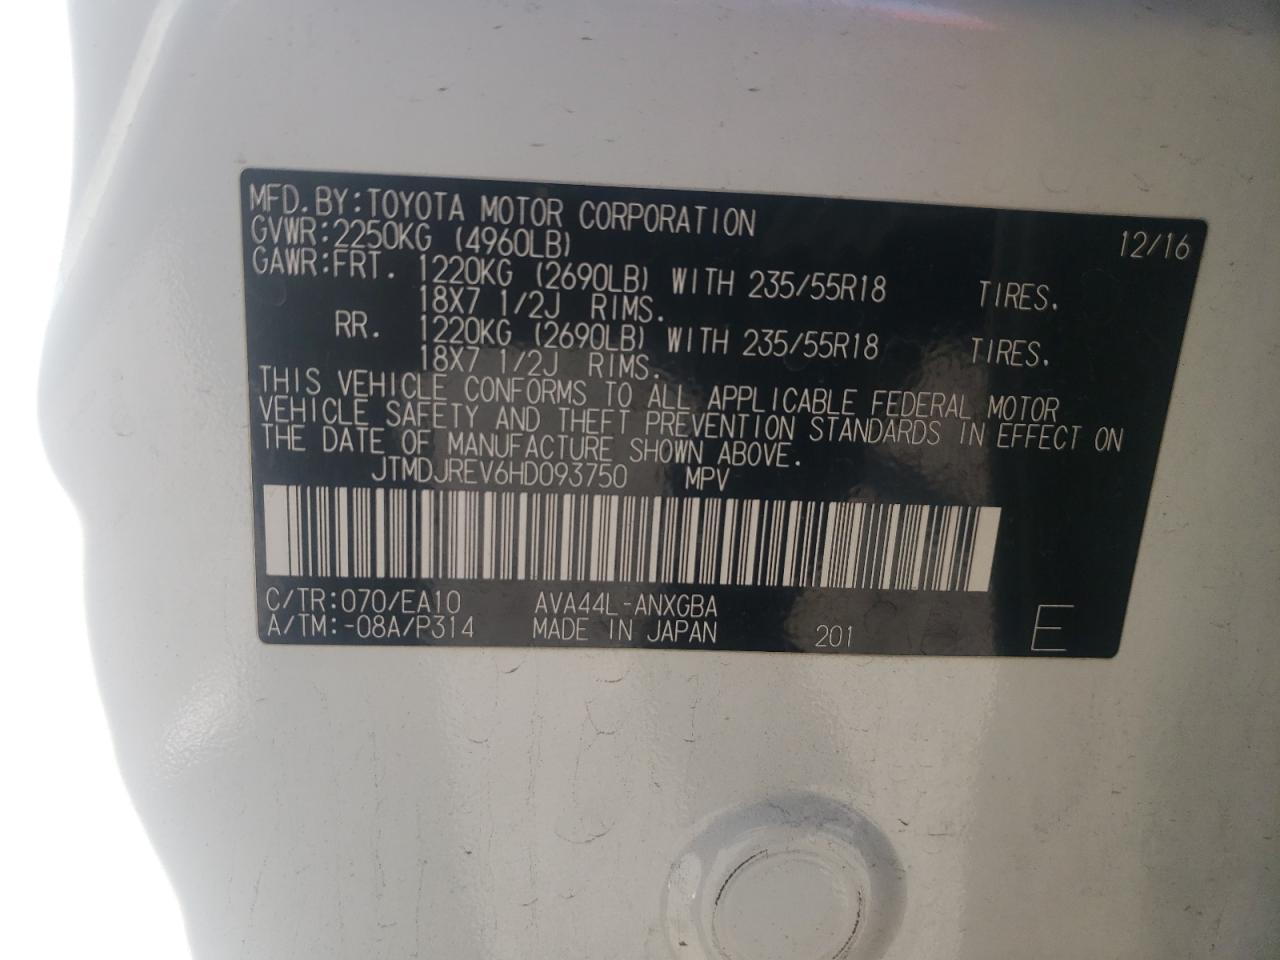 MFD. BY: TOYOTA MOTOR CORPORATION 12/16
GVWR: 2250KG (4960LB)
GAWR: FRT. 1220KG (2690LB) WITH 235/55R18 TIRES.
18X7 1/2J RIMS.
RR. 1220KG (2690LB) WITH 235/55R18 TIRES.
18X7 1/2J RIMS.
THIS VEHICLE CONFORMS TO ALL APPLICABLE FEDERAL MOTOR
VEHICLE SAFETY AND THEFT PREVENTION STANDARDS IN EFFECT ON
THE DATE OF MANUFACTURE SHOWN ABOVE.
JTMDJREV6HD093750 MPV
C/TR: 070/EA10 AVA44L-ANXGBA
A/TM: -08A/P314 MADE IN JAPAN 201 E